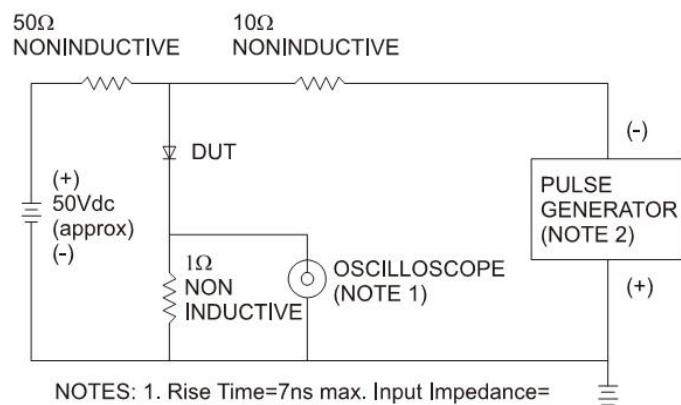 50Ω
NONINDUCTIVE
10Ω
NONINDUCTIVE
DUT
(+)
50Vdc
(approx)
(-)
1Ω
NON
INDUCTIVE
OSCILLOSCOPE
(NOTE 1)
(-)
PULSE
GENERATOR
(NOTE 2)
(+)
NOTES: 1. Rise Time=7ns max. Input Impedance=